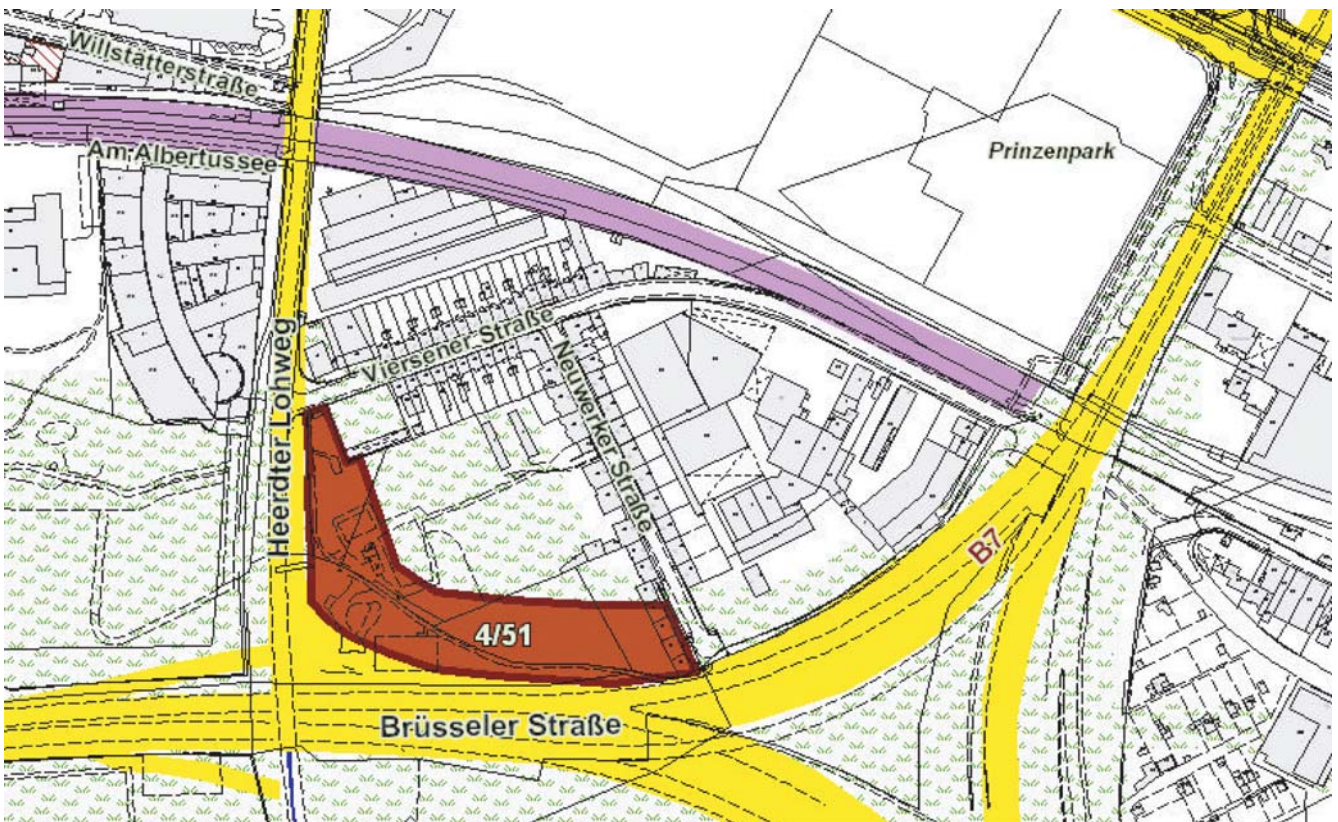 Willstätterstraße
Am Albertussee
Prinzenpark
Heerdter Lohweg
Viersener Straße
Neuwerker Straße
B7
4/51
Brüsseler Straße